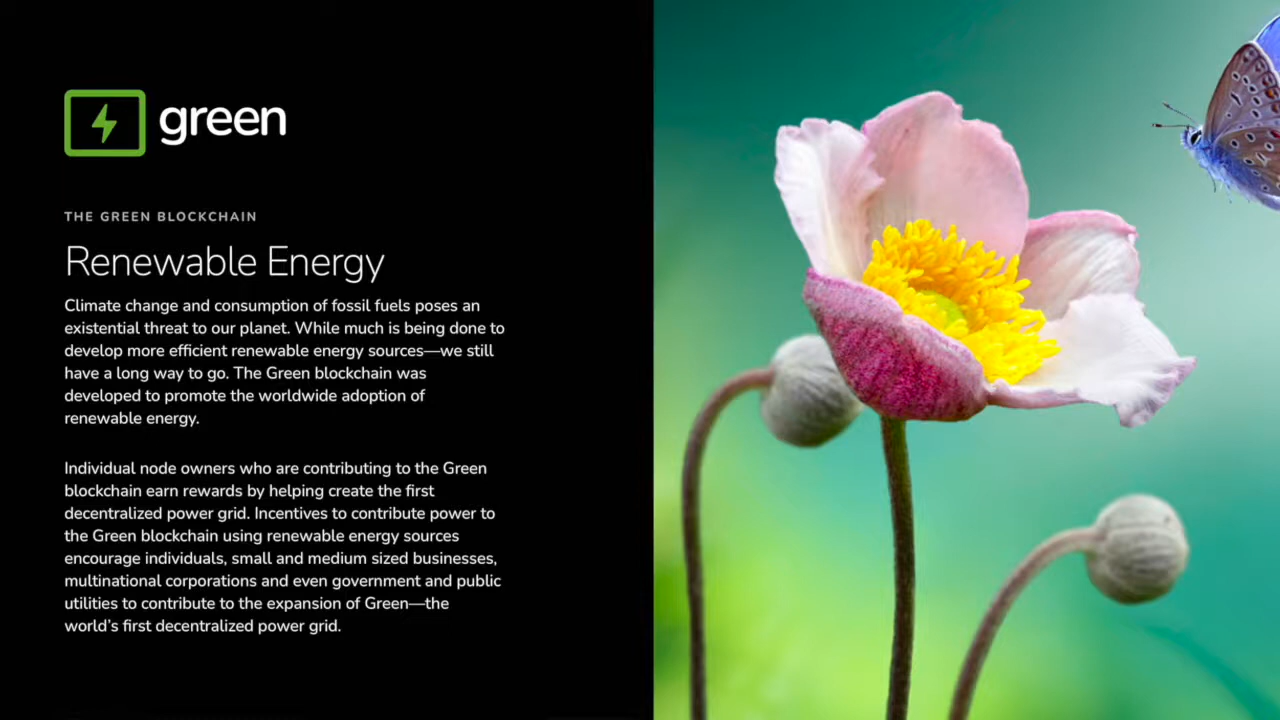 green
THE GREEN BLOCKCHAIN
Renewable Energy
Climate change and consumption of fossil fuels poses an
existential threat to our planet. While much is being done to
develop more efficient renewable energy sources—we still
have a long way to go. The Green blockchain was
developed to promote the worldwide adoption of
renewable energy.
Individual node owners who are contributing to the Green
blockchain earn rewards by helping create the first
decentralized power grid. Incentives to contribute power to
the Green blockchain using renewable energy sources
encourage individuals, small and medium sized businesses,
multinational corporations and even government and public
utilities to contribute to the expansion of Green—the
world’s first decentralized power grid.